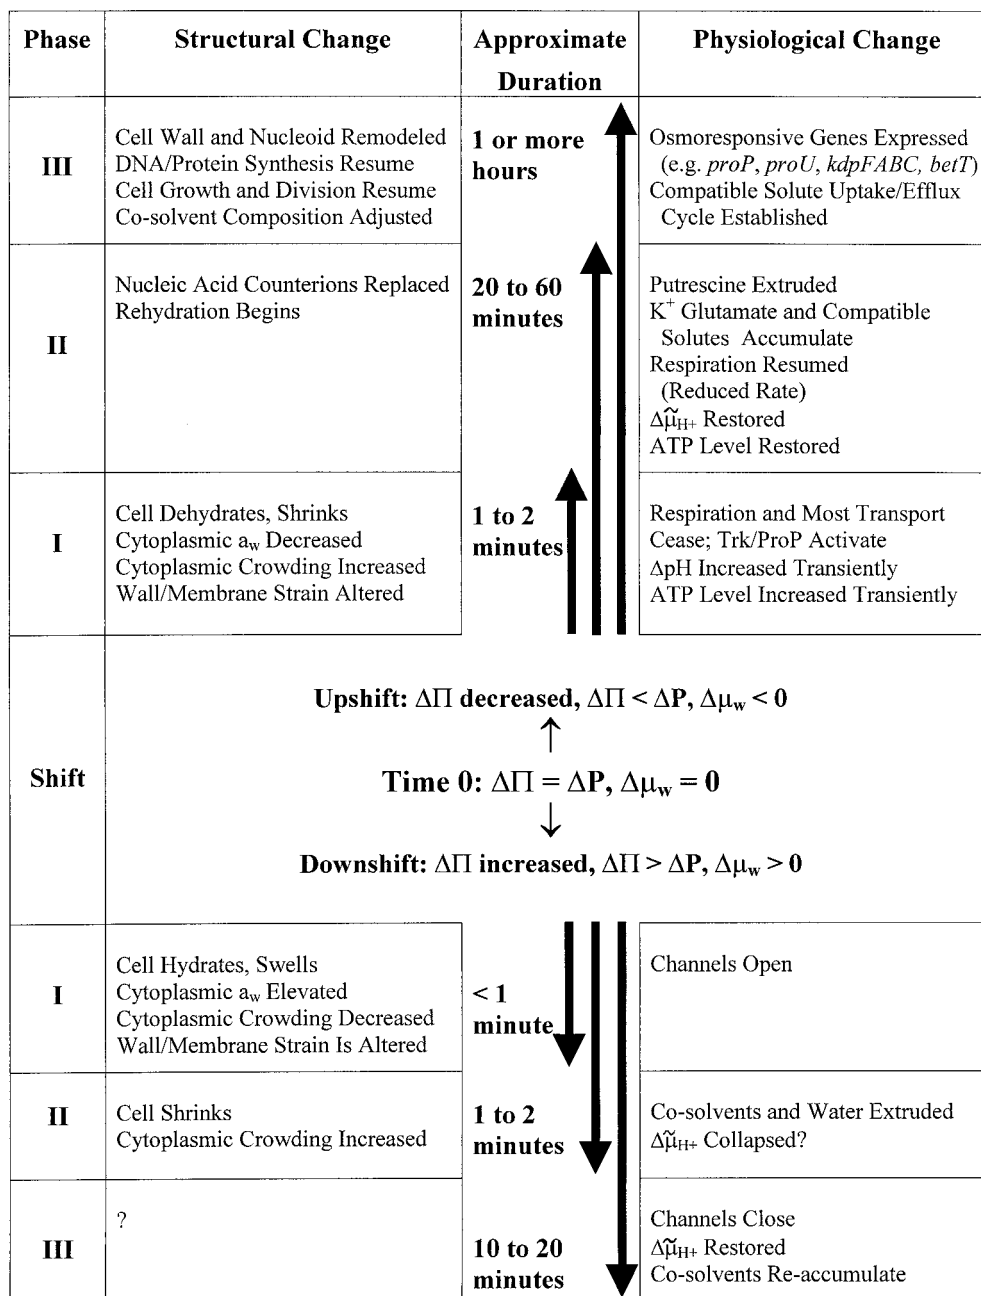 Phase Structural Change Approximate Duration Physiological Change
III
Cell Wall and Nucleoid Remodeled
DNA/Protein Synthesis Resume
Cell Growth and Division Resume
Co-solvent Composition Adjusted
1 or more
hours
Osmoresponsive Genes Expressed
(e.g. proP, proU, kdpFABC, betT)
Compatible Solute Uptake/Efflux
Cycle Established
II
Nucleic Acid Counterions Replaced
Rehydration Begins
20 to 60
minutes
Putrescine Extruded
K⁺ Glutamate and Compatible
Solutes Accumulate
Respiration Resumed
(Reduced Rate)
Δμ̃H+ Restored
ATP Level Restored
I
Cell Dehydrates, Shrinks
Cytoplasmic aw Decreased
Cytoplasmic Crowding Increased
Wall/Membrane Strain Altered
1 to 2
minutes
Respiration and Most Transport
Cease; Trk/ProP Activate
ΔpH Increased Transiently
ATP Level Increased Transiently
Shift
Upshift: ΔΠ decreased, ΔΠ < ΔP, Δμw < 0
↑
Time 0: ΔΠ = ΔP, Δμw = 0
↓
Downshift: ΔΠ increased, ΔΠ > ΔP, Δμw > 0
I
Cell Hydrates, Swells
Cytoplasmic aw Elevated
Cytoplasmic Crowding Decreased
Wall/Membrane Strain Is Altered
< 1
minute
Channels Open
II
Cell Shrinks
Cytoplasmic Crowding Increased
1 to 2
minutes
Co-solvents and Water Extruded
Δμ̃H+ Collapsed?
III
?
10 to 20
minutes
Channels Close
Δμ̃H+ Restored
Co-solvents Re-accumulate